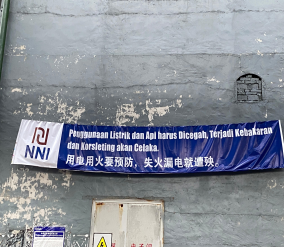 NNI
Penggunaan Listrik dan Api harus Dicegah, Terjadi Kebakaran
dan Korsleting akan Celaka.
用电用火要预防，失火漏电就遭殃。